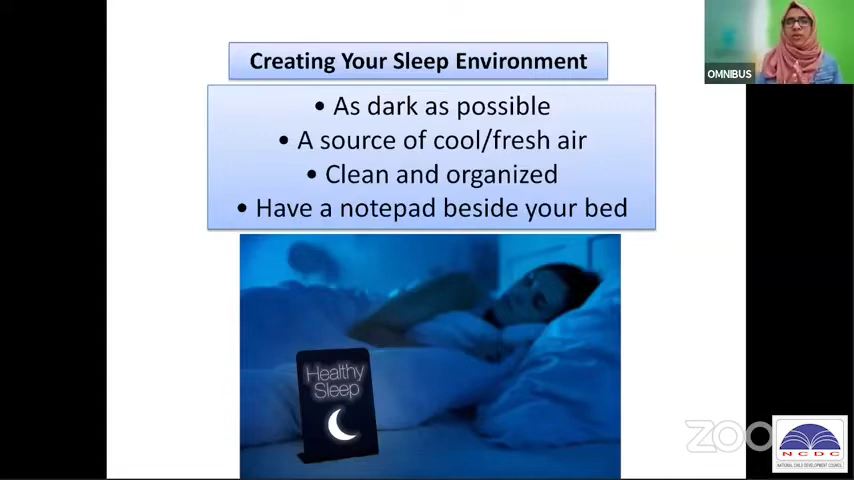 Creating Your Sleep Environment
• As dark as possible
• A source of cool/fresh air
• Clean and organized
• Have a notepad beside your bed
Healthy
Sleep
OMNIBUS
zoo
NCDC
NATIONAL CHILD DEVELOPMENT COUNCIL